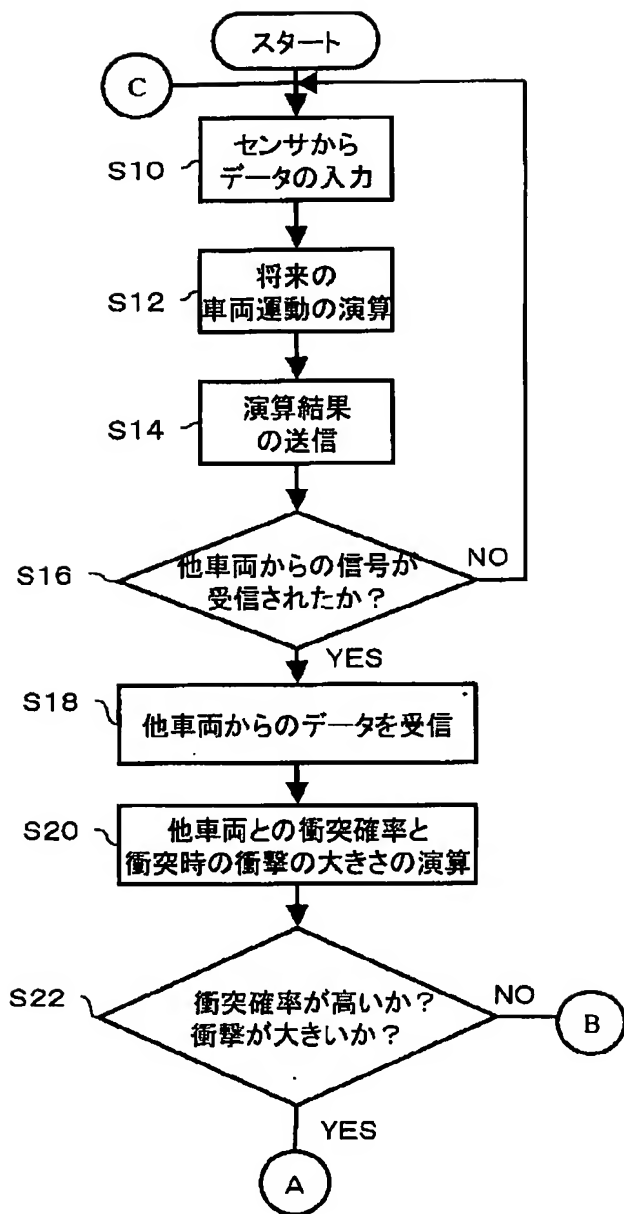 スタート
C
S10
センサから
データの入力
S12
将来の
車両運動の演算
S14
演算結果
の送信
S16
他車両からの信号が
受信されたか？
NO
YES
S18
他車両からのデータを受信
S20
他車両との衝突確率と
衝突時の衝撃の大きさの演算
S22
衝突確率が高いか？
衝撃が大きいか？
NO
B
YES
A